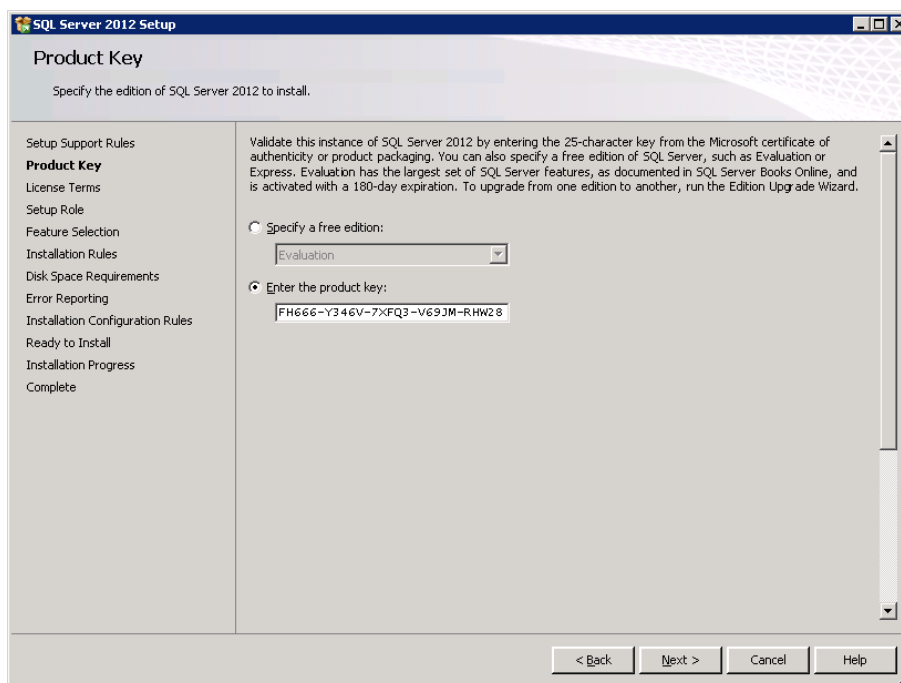 SQL Server 2012 Setup
Product Key
Specify the edition of SQL Server 2012 to install.
Setup Support Rules
Product Key
License Terms
Setup Role
Feature Selection
Installation Rules
Disk Space Requirements
Error Reporting
Installation Configuration Rules
Ready to Install
Installation Progress
Complete
Validate this instance of SQL Server 2012 by entering the 25-character key from the Microsoft certificate of
authenticity or product packaging. You can also specify a free edition of SQL Server, such as Evaluation or
Express. Evaluation has the largest set of SQL Server features, as documented in SQL Server Books Online, and
is activated with a 180-day expiration. To upgrade from one edition to another, run the Edition Upgrade Wizard.
Specify a free edition:
Evaluation
Enter the product key:
FH666-Y346V-7XFQ3-V69JM-RHW28
< Back
Next >
Cancel
Help